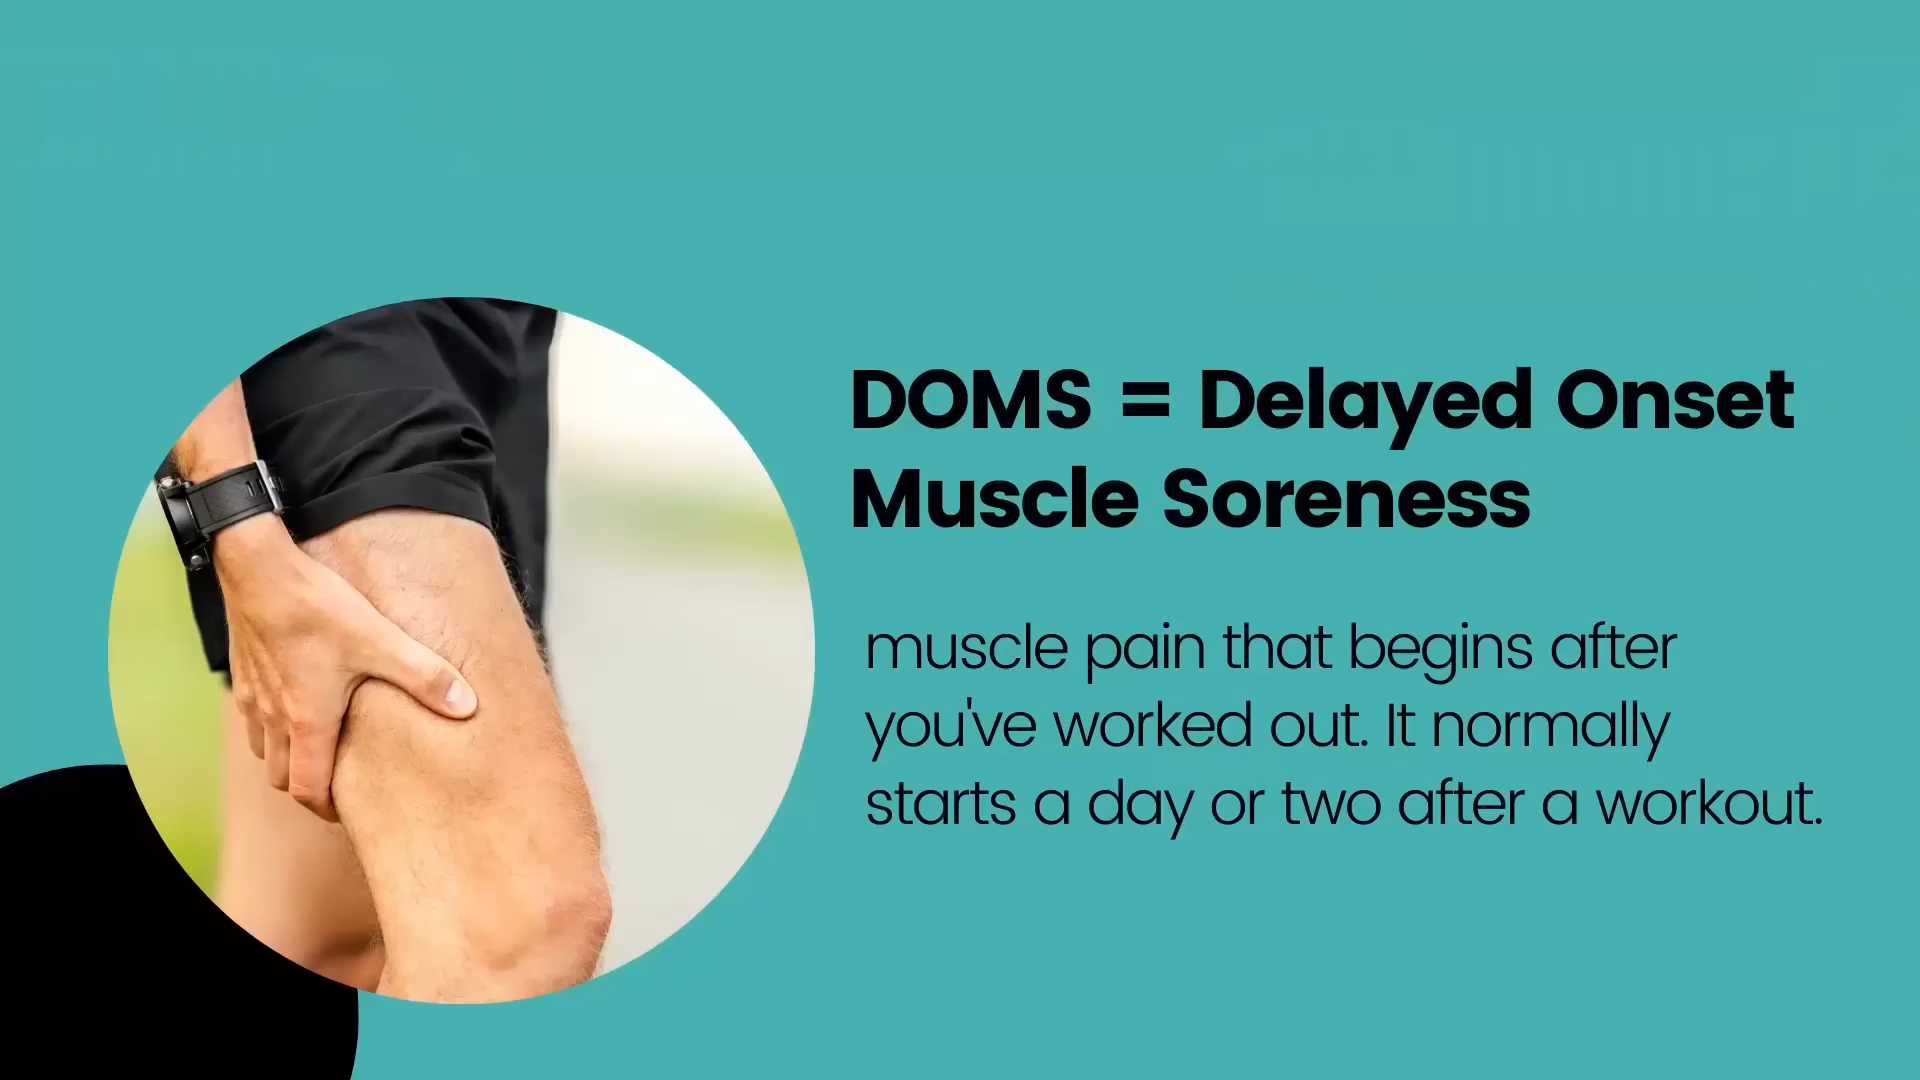 DOMS = Delayed Onset
Muscle Soreness
muscle pain that begins after
you've worked out. It normally
starts a day or two after a workout.